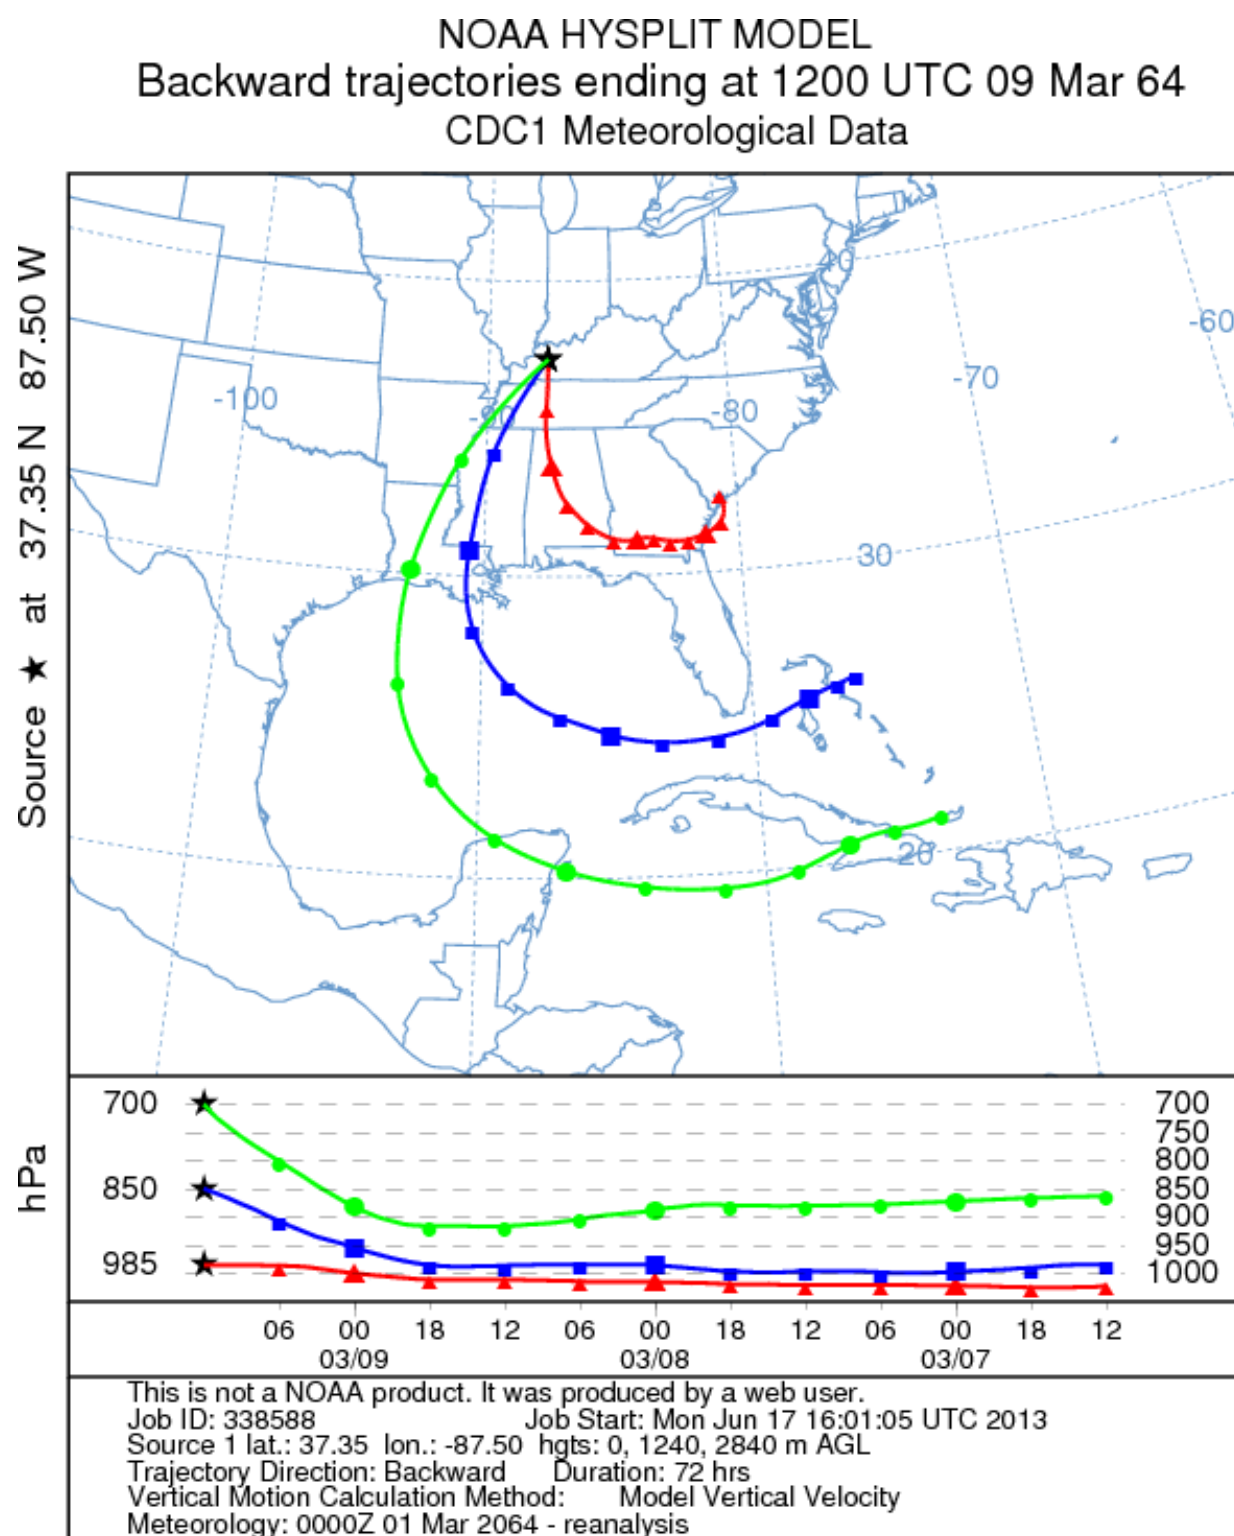 NOAA HYSPLIT MODEL
Backward trajectories ending at 1200 UTC 09 Mar 64
CDC1 Meteorological Data
Source ★ at 37.35 N 87.50 W
40
-60
-70
-100
-90
-80
30
20
hPa
700 700
750
800
850 850
900
950
985 1000
06 00 18 12 06 00 18 12 06 00 18 12
03/09 03/08 03/07
This is not a NOAA product. It was produced by a web user.
Job ID: 338588 Job Start: Mon Jun 17 16:01:05 UTC 2013
Source 1 lat.: 37.35 lon.: -87.50 hgts: 0, 1240, 2840 m AGL
Trajectory Direction: Backward Duration: 72 hrs
Vertical Motion Calculation Method: Model Vertical Velocity
Meteorology: 0000Z 01 Mar 2064 - reanalysis